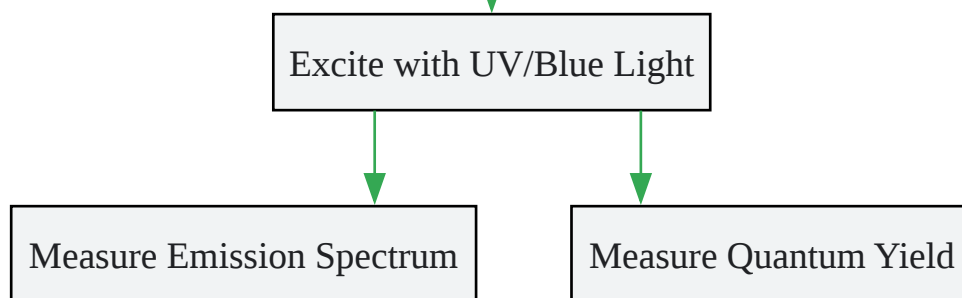 Excite with UV/Blue Light
Measure Emission Spectrum
Measure Quantum Yield